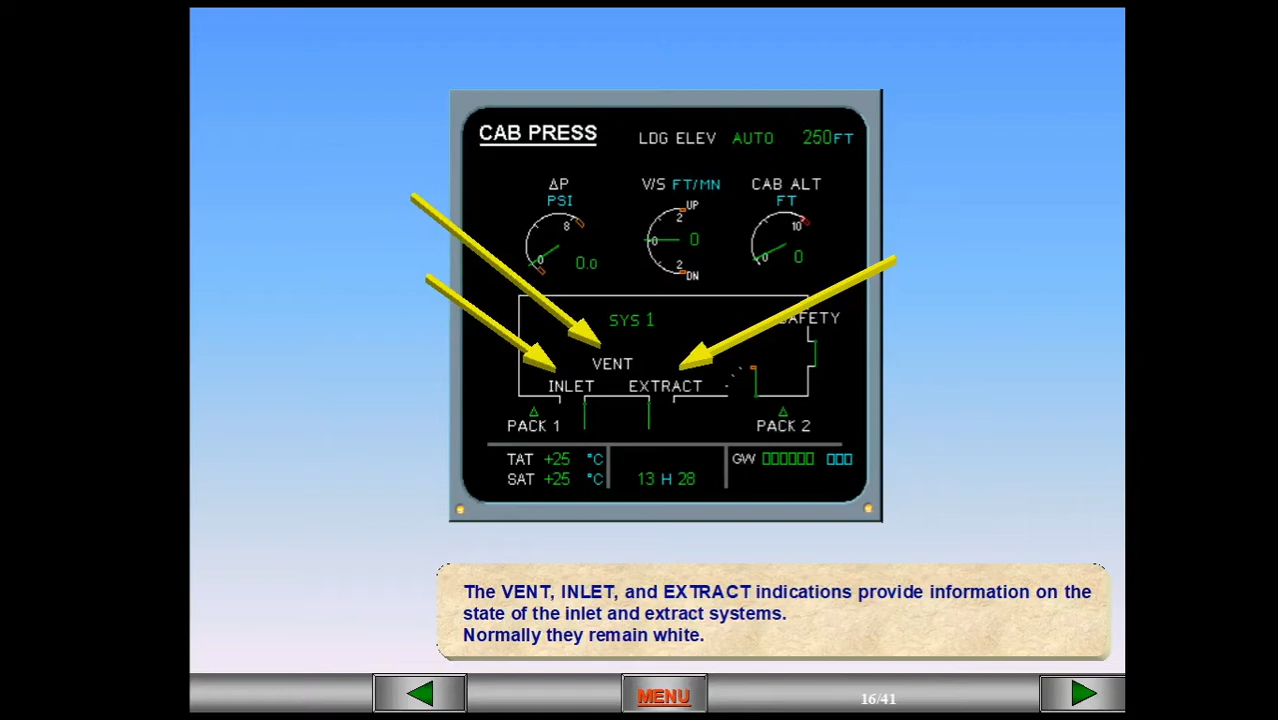 CAB PRESS LDG ELEV AUTO 250FT
ΔP V/S FT/MN CAB ALT
PSI FT
UP
8 2 10
0 0 0 0 0
0.0
2
DN
SYS 1 SAFETY
VENT
INLET EXTRACT
PACK 1 PACK 2
TAT +25 °C GW
SAT +25 °C 13 H 28
The VENT, INLET, and EXTRACT indications provide information on the
state of the inlet and extract systems.
Normally they remain white.
MENU 16/41